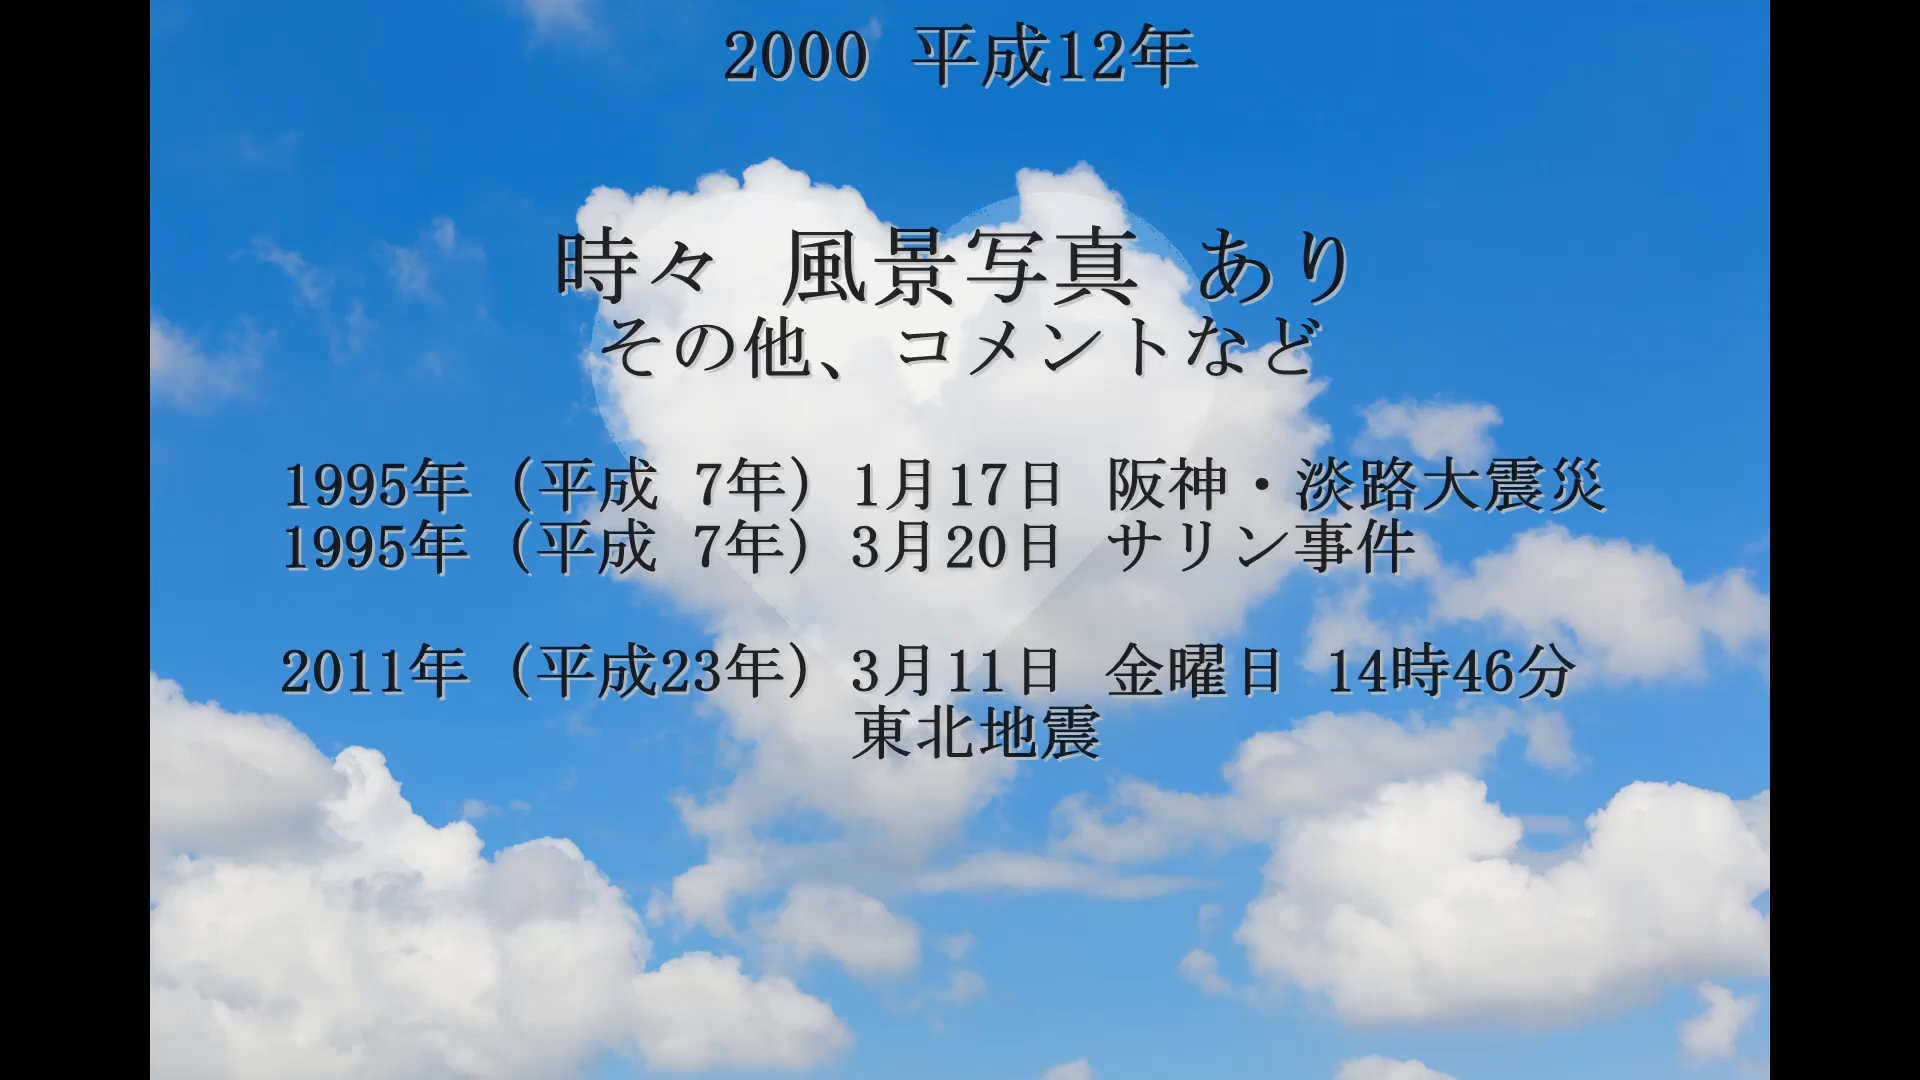 2000 平成12年
時々 風景写真 あり
その他、コメントなど
1995年（平成 7年）1月17日 阪神・淡路大震災
1995年（平成 7年）3月20日 サリン事件
2011年（平成23年）3月11日 金曜日 14時46分
東北地震